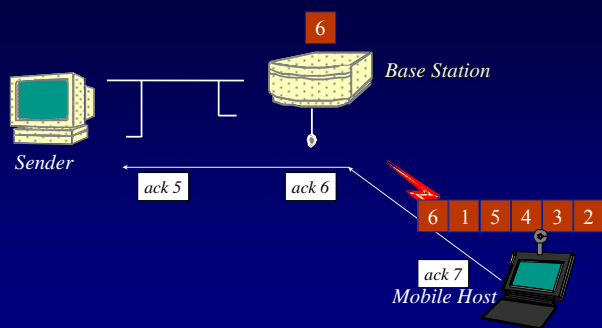 6
Base Station
Sender
ack 5
ack 6
6 1 5 4 3 2
ack 7
Mobile Host